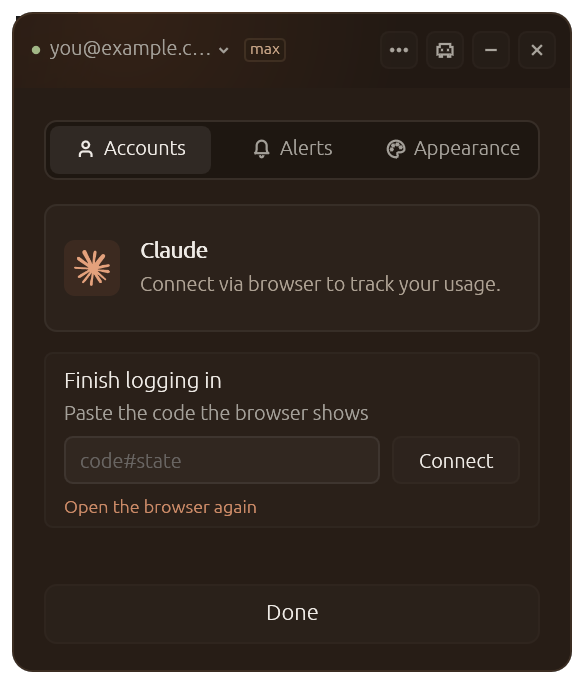 you@example.c... max
Accounts Alerts Appearance
Claude
Connect via browser to track your usage.
Finish logging in
Paste the code the browser shows
code#state Connect
Open the browser again
Done